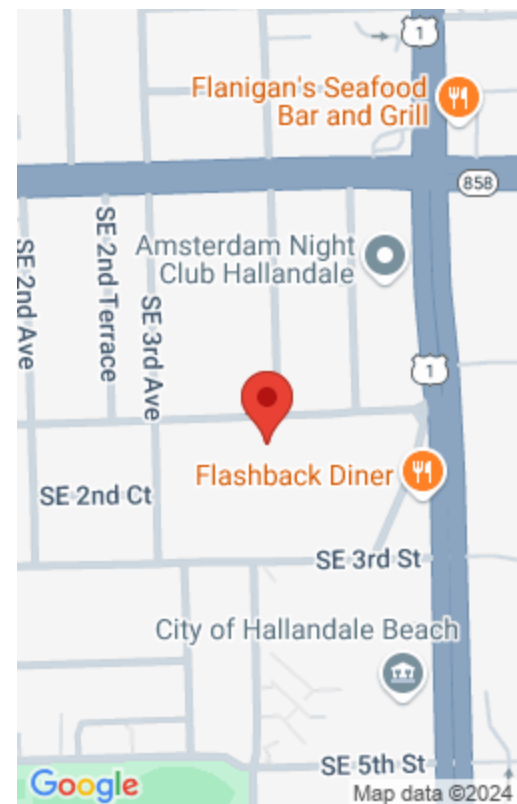 1
Flanigan's Seafood
Bar and Grill
858
SE 2nd Ave
SE 2nd Terrace
SE 3rd Ave
Amsterdam Night
Club Hallandale
1
Flashback Diner
SE 2nd Ct
SE 3rd St
City of Hallandale Beach
SE 5th St
Google
Map data ©2024